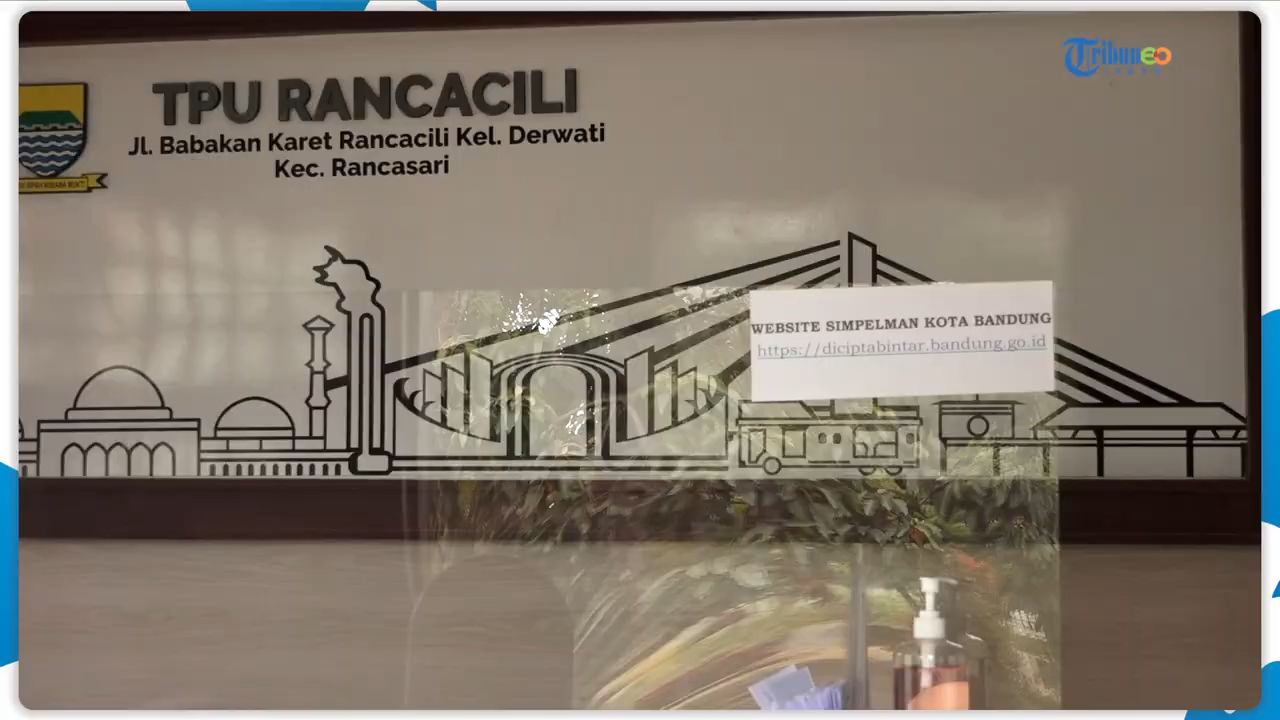 Tribun
TPU RANCACILI
Jl. Babakan Karet Rancacili Kel. Derwati
Kec. Rancasari
WEBSITE SIMPELMAN KOTA BANDUNG
https://diciptabintar.bandung.go.id